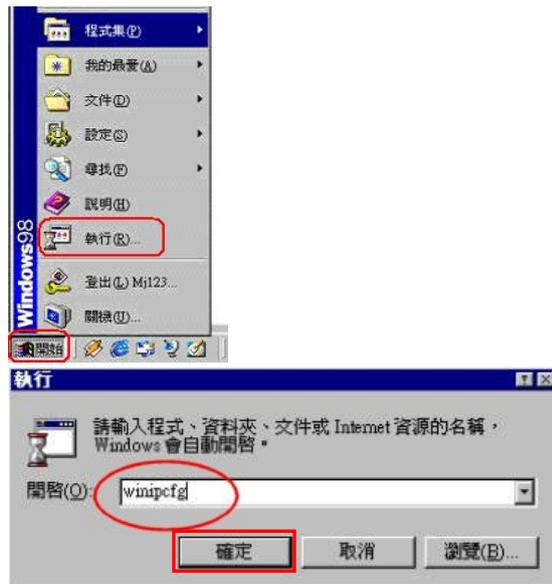 程式集(P)
我的最愛(A)
文件(D)
設定(S)
尋找(F)
說明(H)
執行(R)...
登出(L) Mj123...
關機(U)...
Windows98
開始
執行
請輸入程式、資料夾、文件或 Internet 資源的名稱，
Windows 會自動開啓。
開啓(O):
winipcfg
確定
取消
瀏覽(B)...